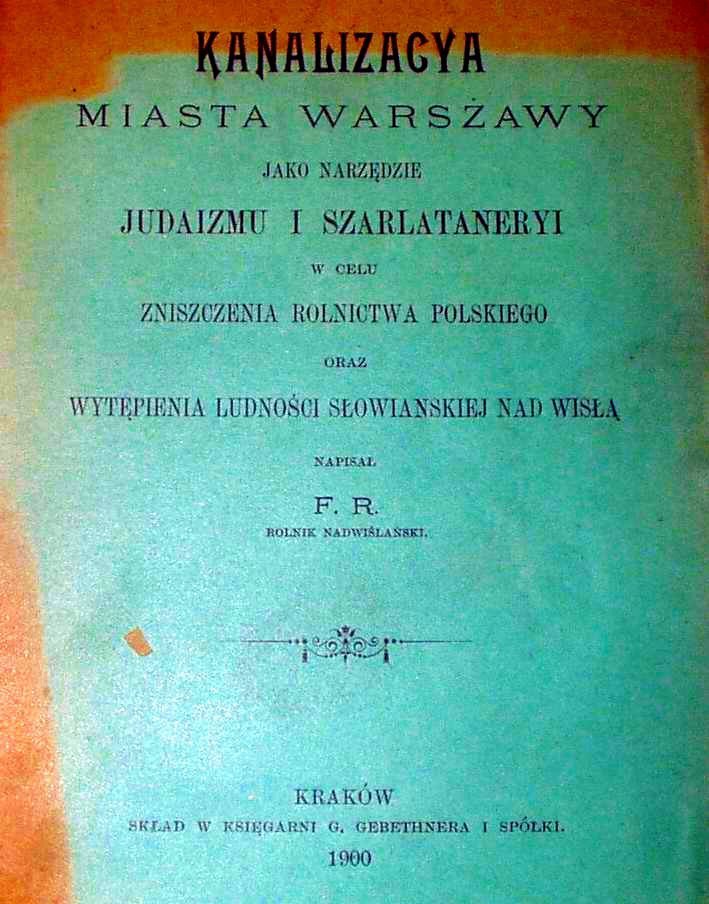 KANALIZACYA
MIASTA WARSZAWY
JAKO NARZĘDZIE
JUDAIZMU I SZARLATANERYI
W CELU
ZNISZCZENIA ROLNICTWA POLSKIEGO
ORAZ
WYTĘPIENIA LUDNOŚCI SŁOWIAŃSKIEJ NAD WISŁĄ
NAPISAŁ
F. R.
ROLNIK NADWIŚLAŃSKI.
KRAKÓW
SKŁAD W KSIĘGARNI G. GEBETHNERA I SPÓŁKI.
1900